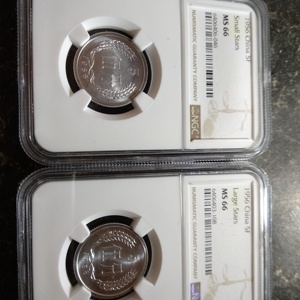 1956 China 5F
Small Stars
MS 66
NUMISMATIC GUARANTY COMPANY
NGC
1956 China 5F
Large Stars
MS 66
NUMISMATIC GUARANTY COMPANY